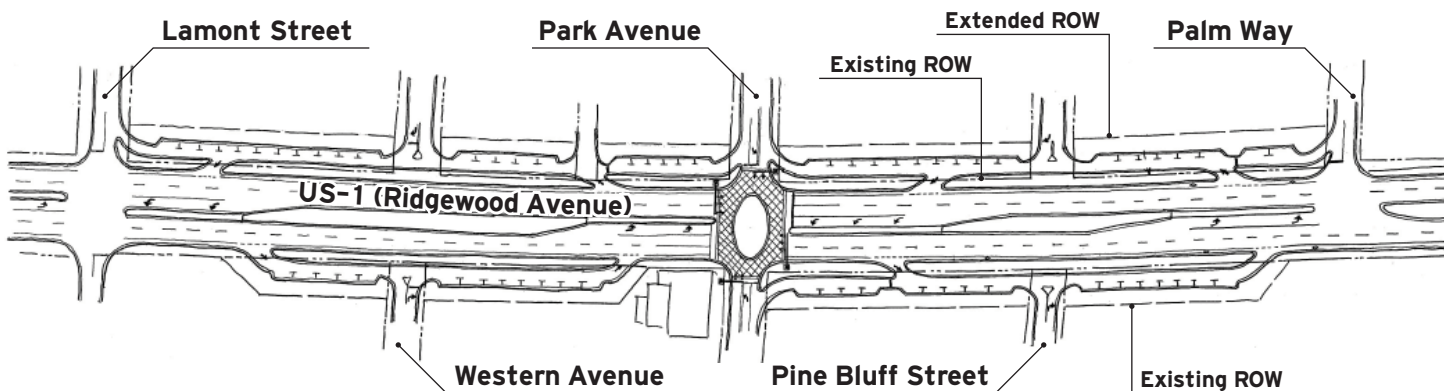 Extended ROW
Lamont Street
Park Avenue
Palm Way
Existing ROW
US-1 (Ridgewood Avenue)
Western Avenue
Pine Bluff Street
Existing ROW